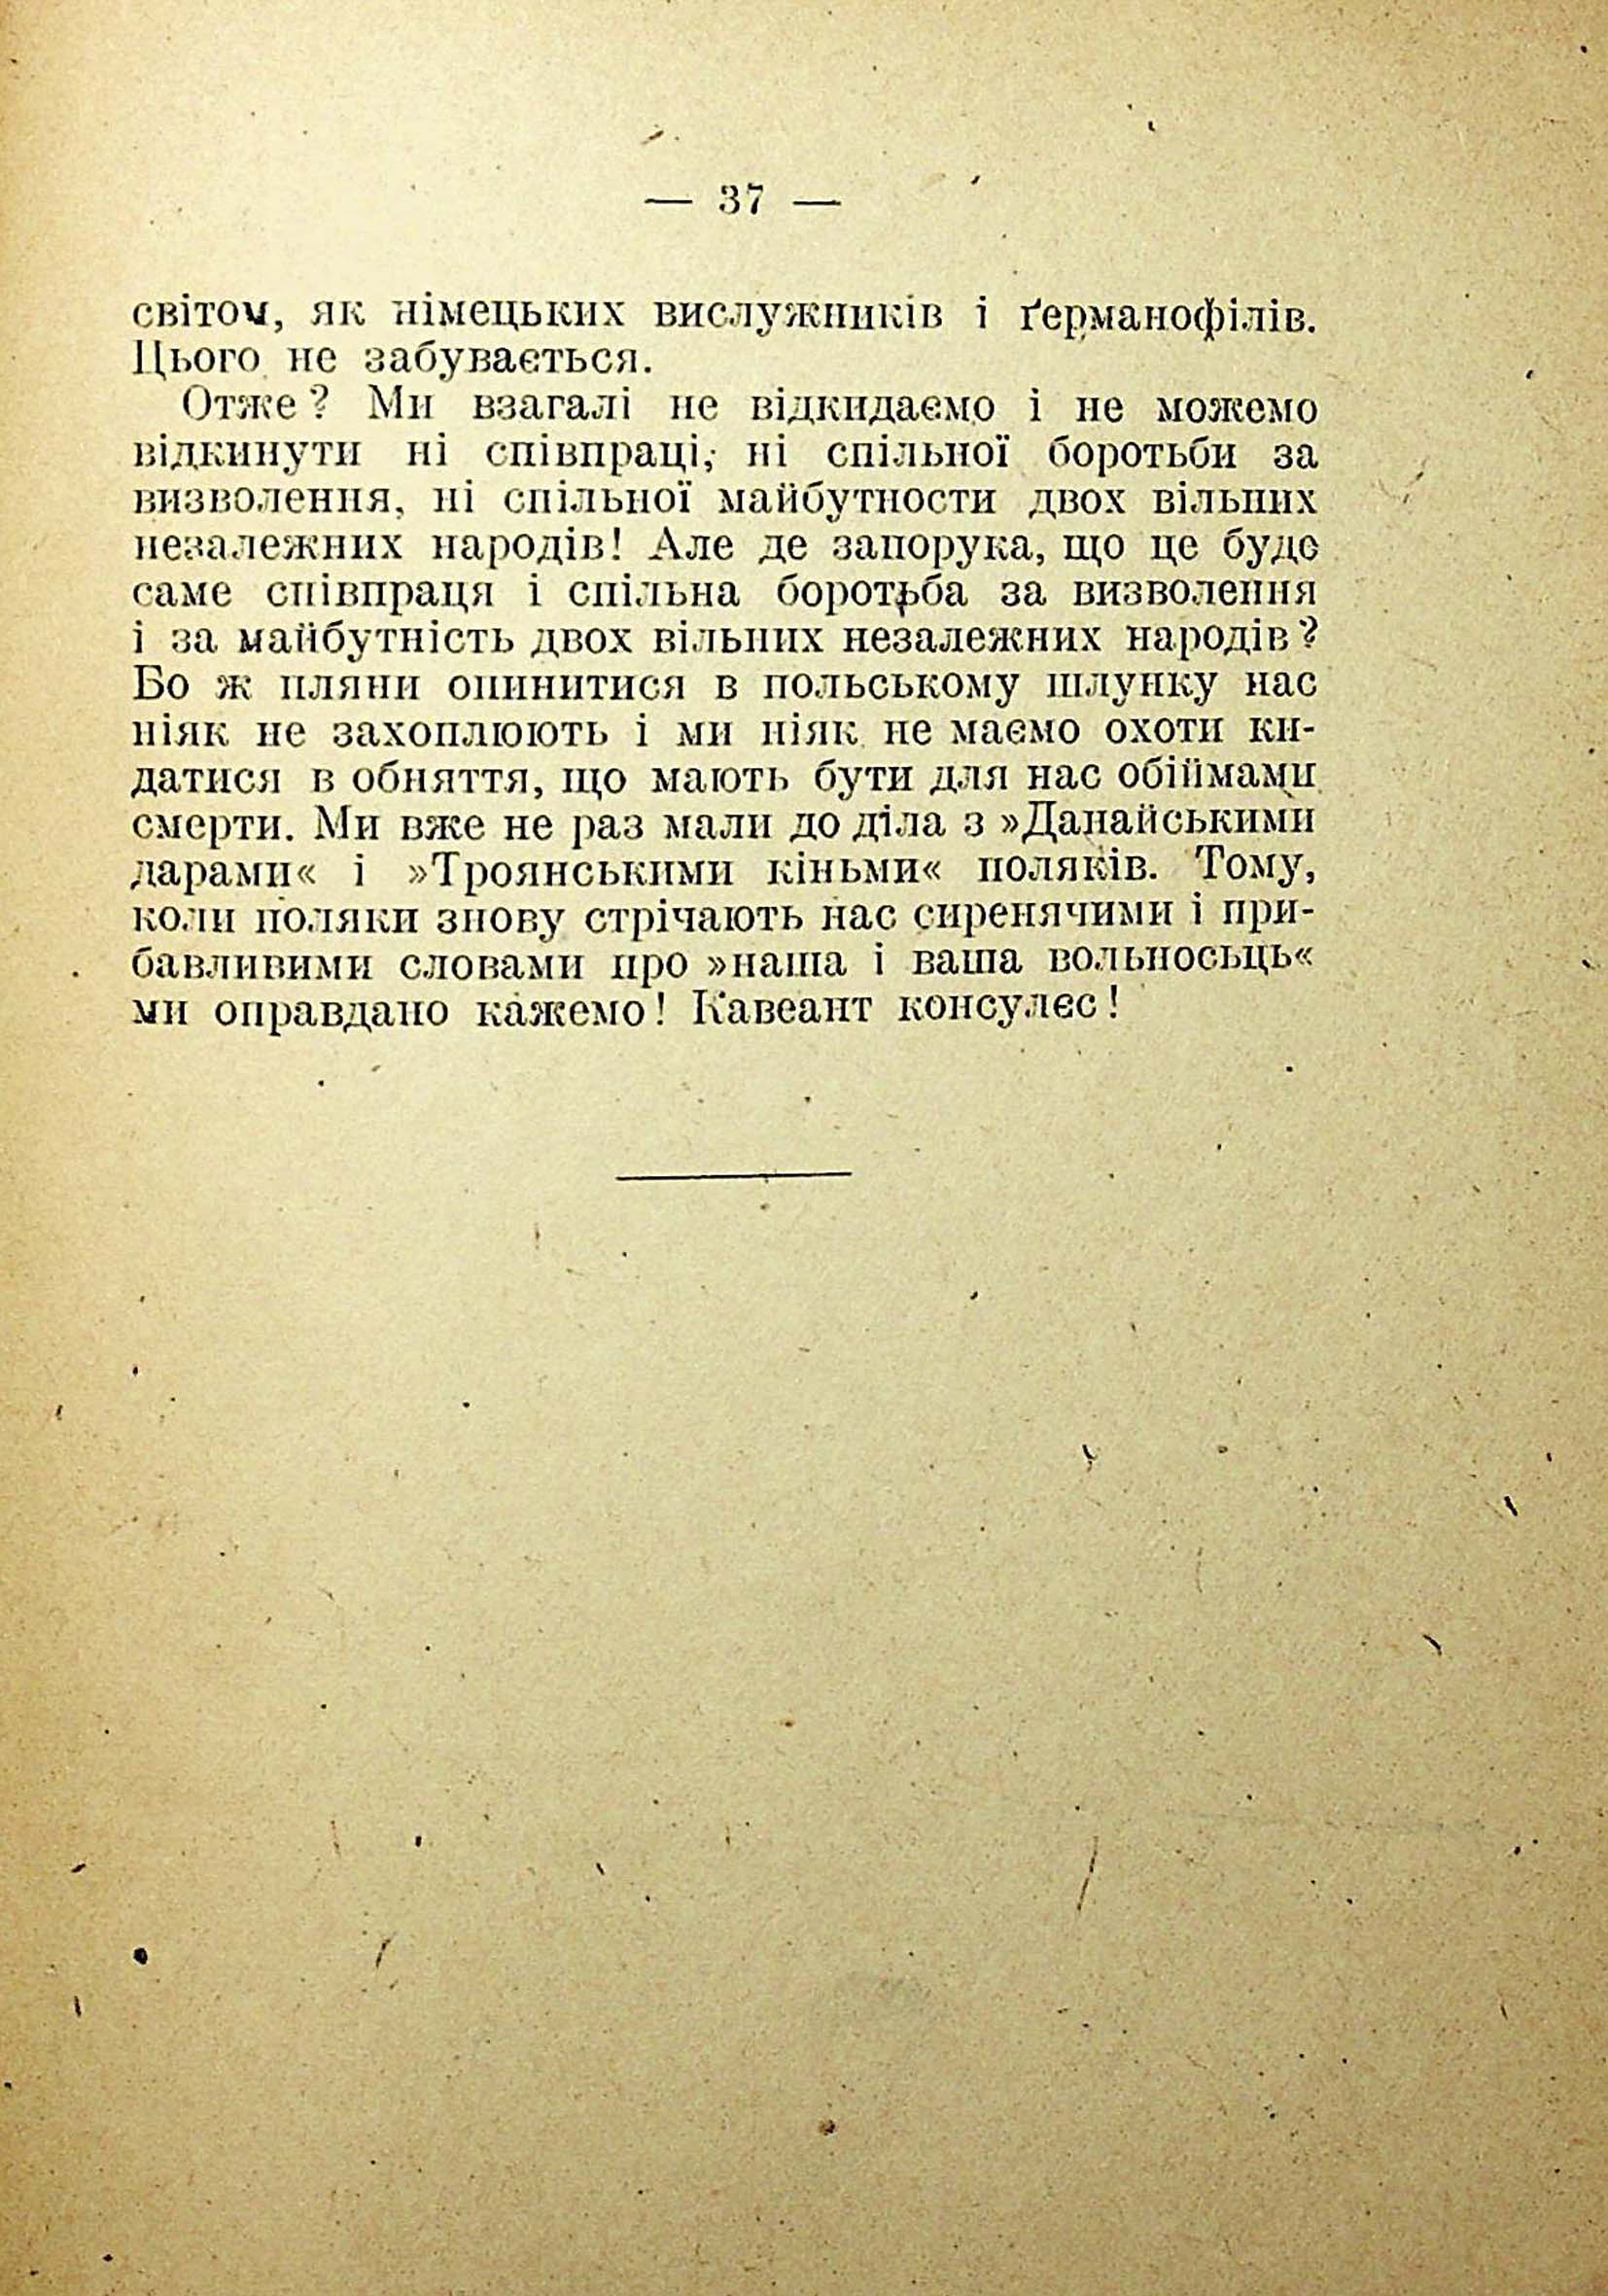 — 37 —
світом, як німецьких вислужників і ґерманофілів.
Цього не забувається.
Отже? Ми взагалі не відкидаємо і не можемо
відкинути ні співпраці, ні спільної боротьби за
визволення, ні спільної майбутности двох вільних
незалежних народів! Але де запорука, що це буде
саме співпраця і спільна боротьба за визволення
і за майбутність двох вільних незалежних народів?
Бо ж пляни опинитися в польському шлунку нас
ніяк не захоплюють і ми ніяк не маємо охоти ки-
датися в обняття, що мають бути для нас обіймами
смерти. Ми вже не раз мали до діла з »Данайськими
дарами« і »Троянськими кіньми« поляків. Тому,
коли поляки знову стрічають нас сиренячими і при-
бавливими словами про »наша і ваша вольносьць«
ми оправдано кажемо! Кавеант консулєс!